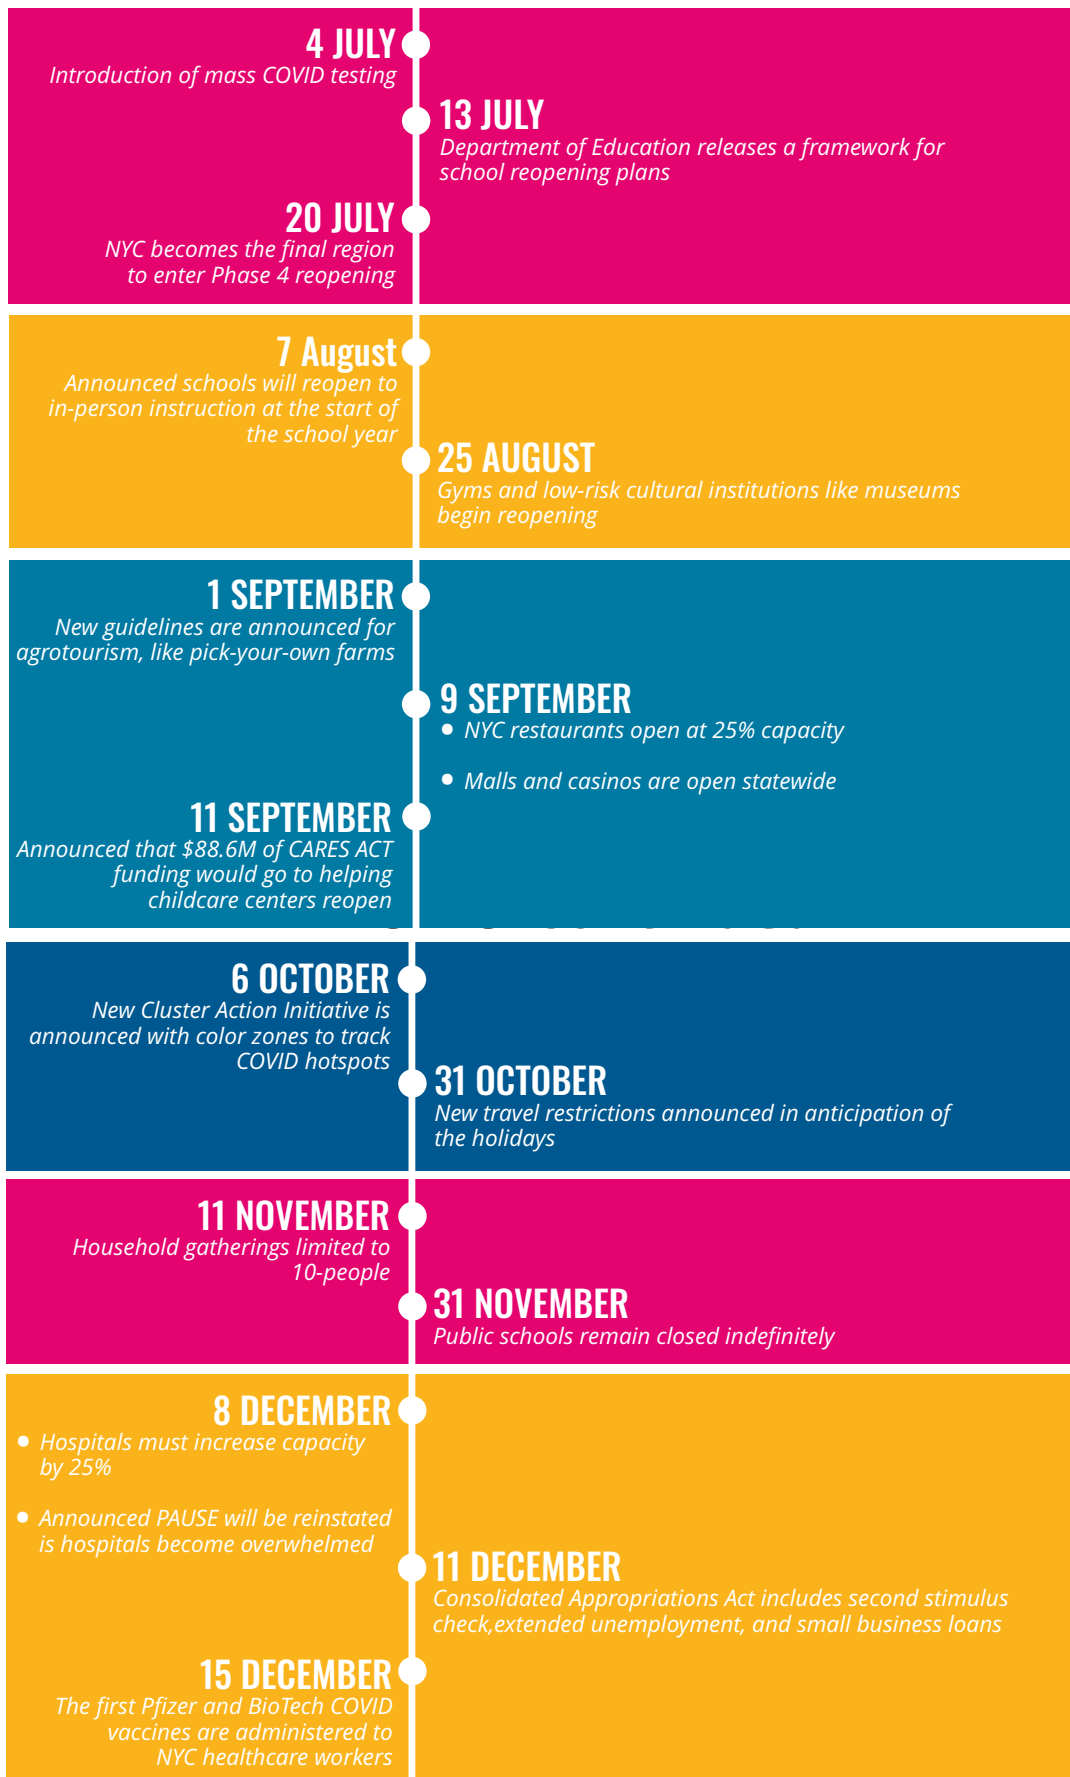 4 JULY
Introduction of mass COVID testing
13 JULY
Department of Education releases a framework for
school reopening plans
20 JULY
NYC becomes the final region
to enter Phase 4 reopening
7 August
Announced schools will reopen to
in-person instruction at the start of
the school year
25 AUGUST
Gyms and low-risk cultural institutions like museums
begin reopening
1 SEPTEMBER
New guidelines are announced for
agrotourism, like pick-your-own farms
9 SEPTEMBER
NYC restaurants open at 25% capacity
Malls and casinos are open statewide
11 SEPTEMBER
Announced that $88.6M of CARES ACT
funding would go to helping
childcare centers reopen
6 OCTOBER
New Cluster Action Initiative is
announced with color zones to track
COVID hotspots
31 OCTOBER
New travel restrictions announced in anticipation of
the holidays
11 NOVEMBER
Household gatherings limited to
10-people
31 NOVEMBER
Public schools remain closed indefinitely
8 DECEMBER
Hospitals must increase capacity
by 25%
Announced PAUSE will be reinstated
is hospitals become overwhelmed
11 DECEMBER
Consolidated Appropriations Act includes second stimulus
check,extended unemployment, and small business loans
15 DECEMBER
The first Pfizer and BioTech COVID
vaccines are administered to
NYC healthcare workers